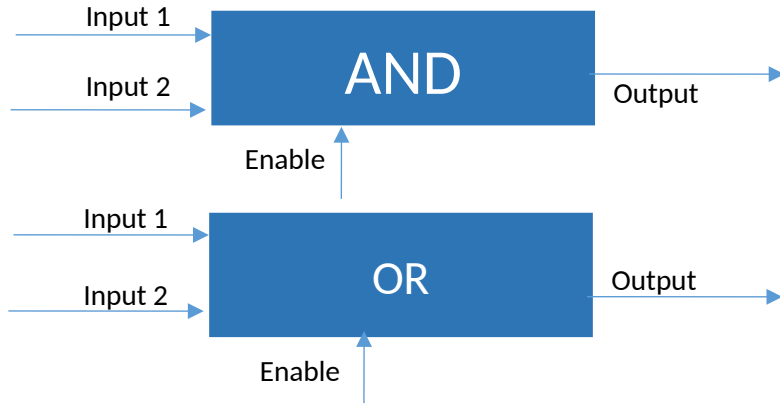 Input 1
AND
Input 2
Output
Enable
Input 1
OR
Output
Input 2
Enable